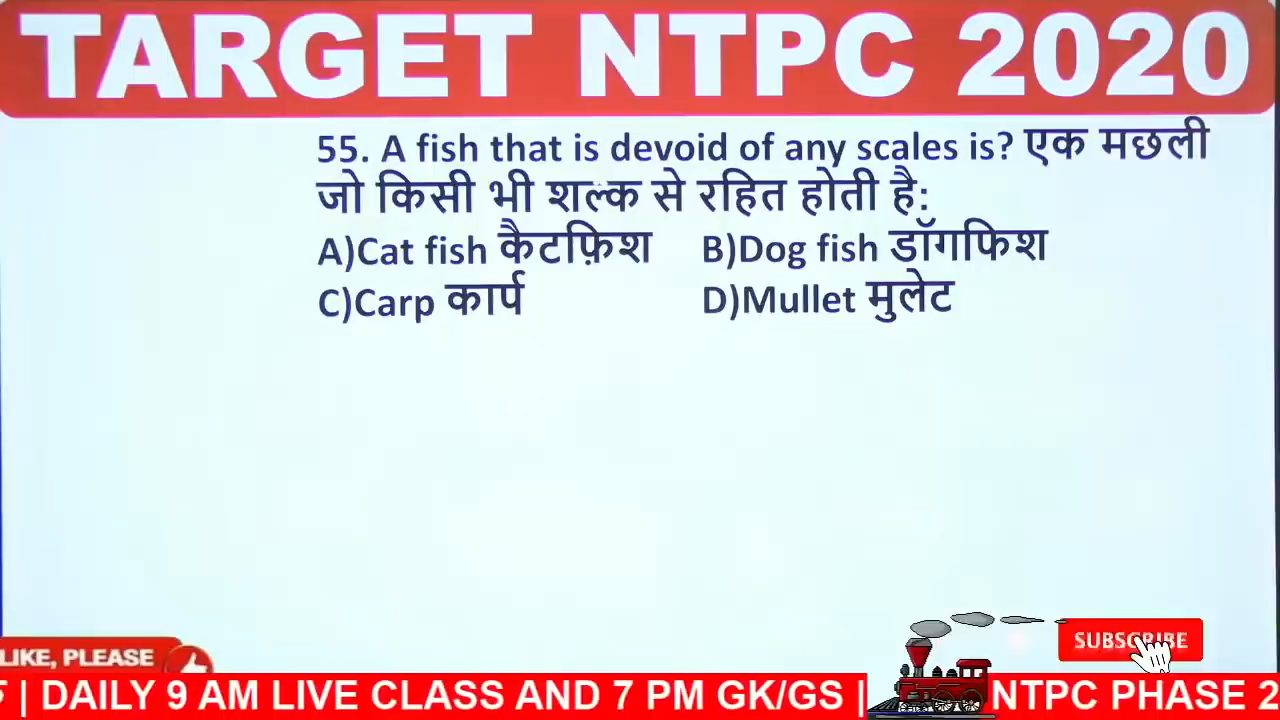 TARGET NTPC 2020
55. A fish that is devoid of any scales is? एक मछली
जो किसी भी शल्क से रहित होती है:
A)Cat fish कैटफ़िश B)Dog fish डॉगफिश
C)Carp कार्प D)Mullet मुलेट
LIKE, PLEASE
SUBSCRIBE
| DAILY 9 AM LIVE CLASS AND 7 PM GK/GS | NTPC PHASE 2